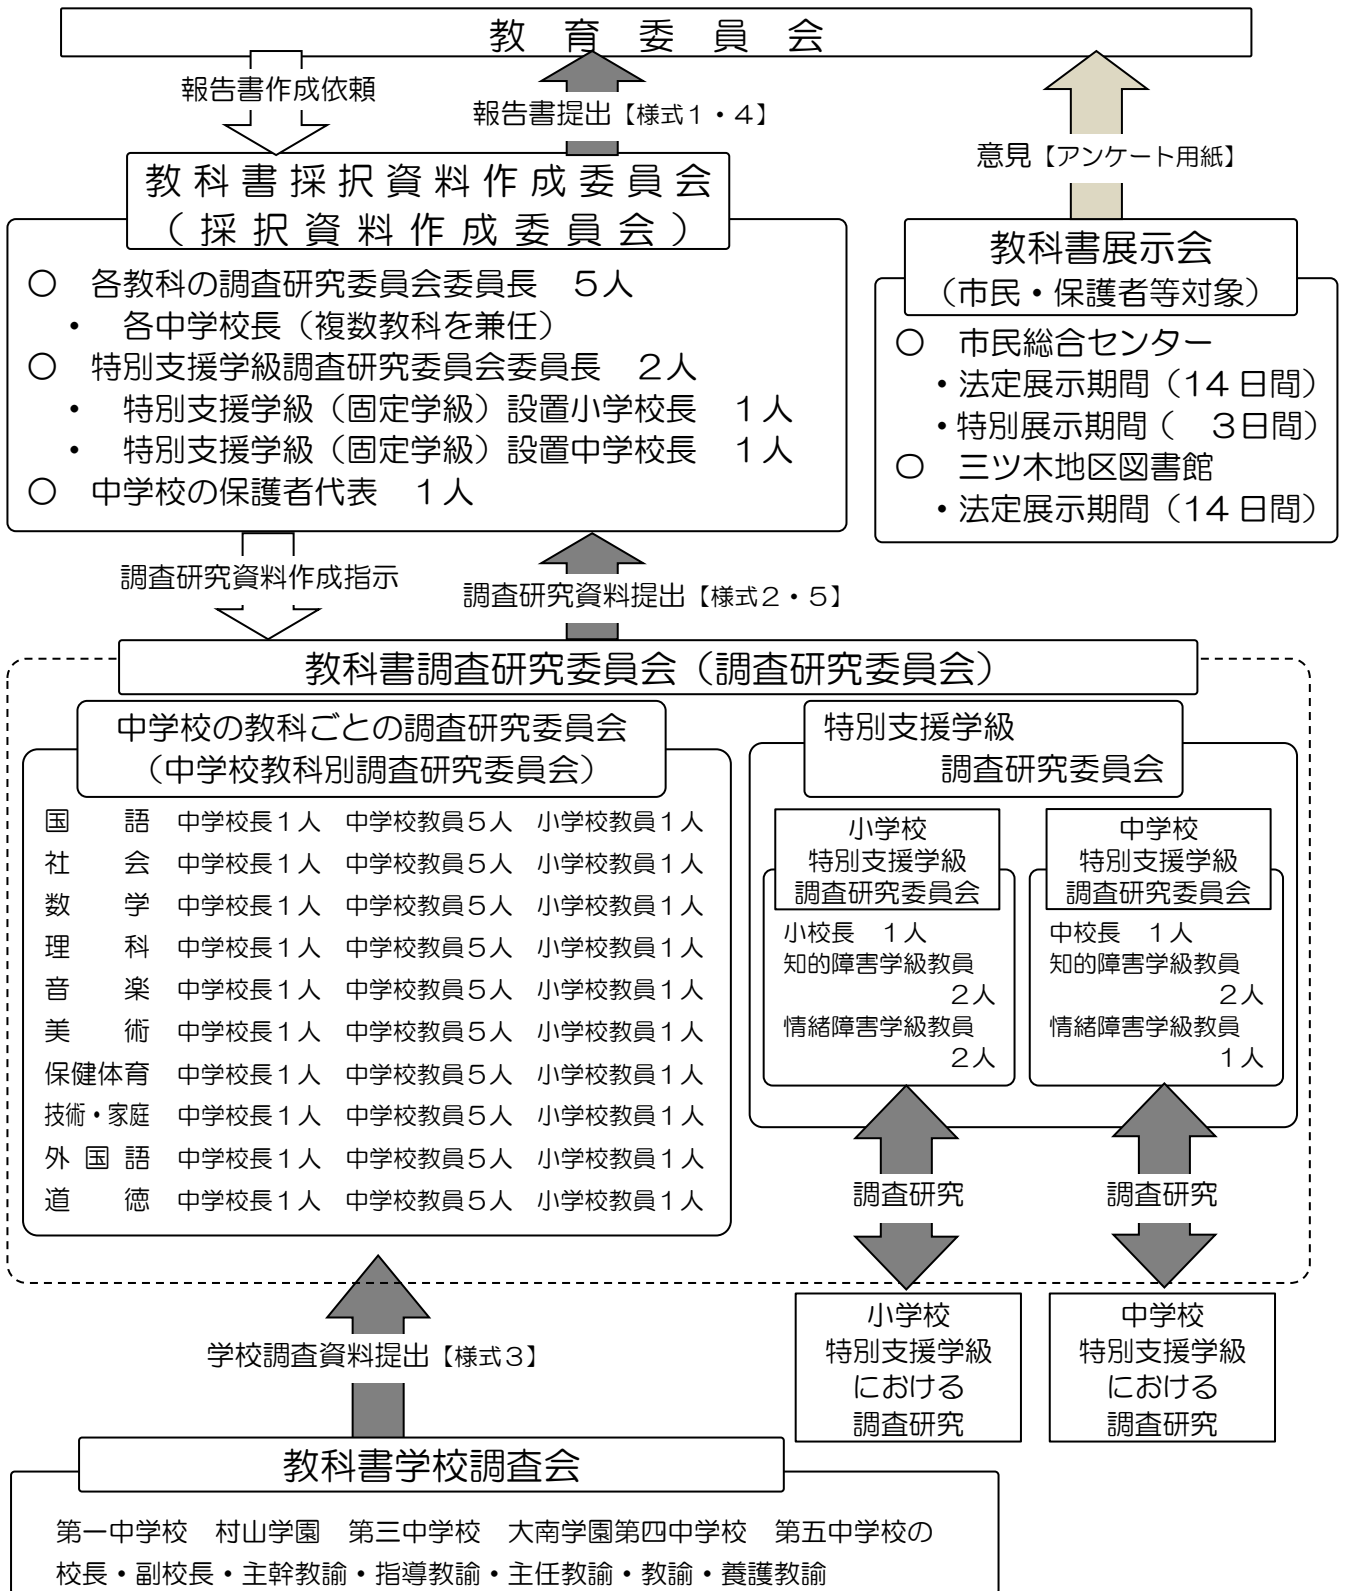 教育委員会
報告書作成依頼
報告書提出【様式１・４】
意見【アンケート用紙】
教科書採択資料作成委員会
（採択資料作成委員会）
○　各教科の調査研究委員会委員長　５人
・　各中学校長（複数教科を兼任）
○　特別支援学級調査研究委員会委員長　２人
・　特別支援学級（固定学級）設置小学校長　１人
・　特別支援学級（固定学級）設置中学校長　１人
○　中学校の保護者代表　１人
教科書展示会
（市民・保護者等対象）
○　市民総合センター
・法定展示期間（14日間）
・特別展示期間（　３日間）
○　三ツ木地区図書館
・法定展示期間（14日間）
調査研究資料作成指示
調査研究資料提出【様式２・５】
教科書調査研究委員会（調査研究委員会）
中学校の教科ごとの調査研究委員会
（中学校教科別調査研究委員会）
国　語　中学校長１人　中学校教員５人　小学校教員１人
社　会　中学校長１人　中学校教員５人　小学校教員１人
数　学　中学校長１人　中学校教員５人　小学校教員１人
理　科　中学校長１人　中学校教員５人　小学校教員１人
音　楽　中学校長１人　中学校教員５人　小学校教員１人
美　術　中学校長１人　中学校教員５人　小学校教員１人
保健体育　中学校長１人　中学校教員５人　小学校教員１人
技術・家庭　中学校長１人　中学校教員５人　小学校教員１人
外国語　中学校長１人　中学校教員５人　小学校教員１人
道　徳　中学校長１人　中学校教員５人　小学校教員１人
特別支援学級
調査研究委員会
小学校
特別支援学級
調査研究委員会
小校長　１人
知的障害学級教員
２人
情緒障害学級教員
２人
中学校
特別支援学級
調査研究委員会
中校長　１人
知的障害学級教員
２人
情緒障害学級教員
１人
調査研究
調査研究
小学校
特別支援学級
における
調査研究
中学校
特別支援学級
における
調査研究
学校調査資料提出【様式３】
教科書学校調査会
第一中学校　村山学園　第三中学校　大南学園第四中学校　第五中学校の
校長・副校長・主幹教諭・指導教諭・主任教諭・教諭・養護教諭